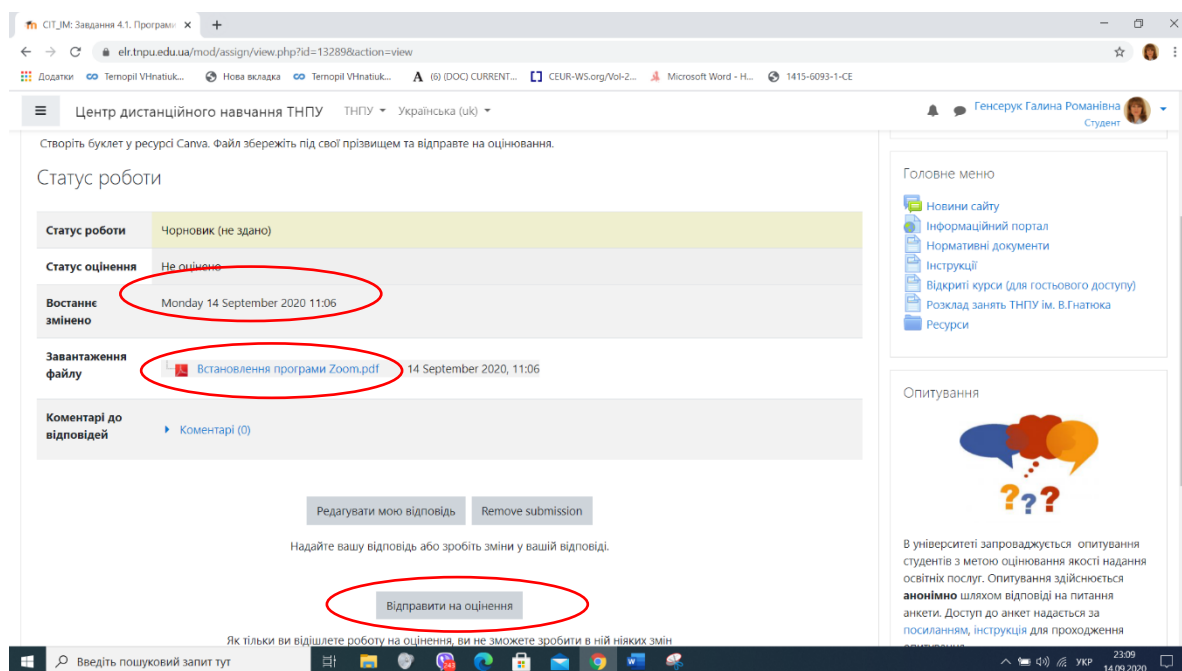 CIT_IM: Завдання 4.1. Програми
elr.tnpu.edu.ua/mod/assign/view.php?id=13289&action=view
Додатки Ternopil VHnatiuk... Нова вкладка Ternopil VHnatiuk... (6) (DOC) CURRENT... CEUR-WS.org/Vol-2... Microsoft Word - H... 1415-6093-1-CE
Центр дистанційного навчання ТНПУ ТНПУ Українська (uk)
Генсерук Галина Романівна
Студент
Створіть буклет у ресурсі Canva. Файл збережіть під свої прізвищем та відправте на оцінювання.
Статус роботи
Статус роботи Чорновик (не здано)
Статус оцінення Не оцінено
Востаннє змінено Monday 14 September 2020 11:06
Завантаження файлу Встановлення програми Zoom.pdf 14 September 2020, 11:06
Коментарі до відповідей Коментарі (0)
Редагувати мою відповідь Remove submission
Надайте вашу відповідь або зробіть зміни у вашій відповіді.
Відправити на оцінення
Як тільки ви відішлете роботу на оцінення, ви не зможете зробити в ній ніяких змін
Головне меню
Новини сайту
Інформаційний портал
Нормативні документи
Інструкції
Відкриті курси (для гостьового доступу)
Розклад занять ТНПУ ім. В.Гнатюка
Ресурси
Опитування
???
В університеті запроваджується опитування
студентів з метою оцінювання якості надання
освітніх послуг. Опитування здійснюється
анонімно шляхом відповіді на питання
анкети. Доступ до анкет надається за
посиланням, інструкція для проходження
опитування
Введіть пошуковий запит тут
УКР
23:09
14.09.2020